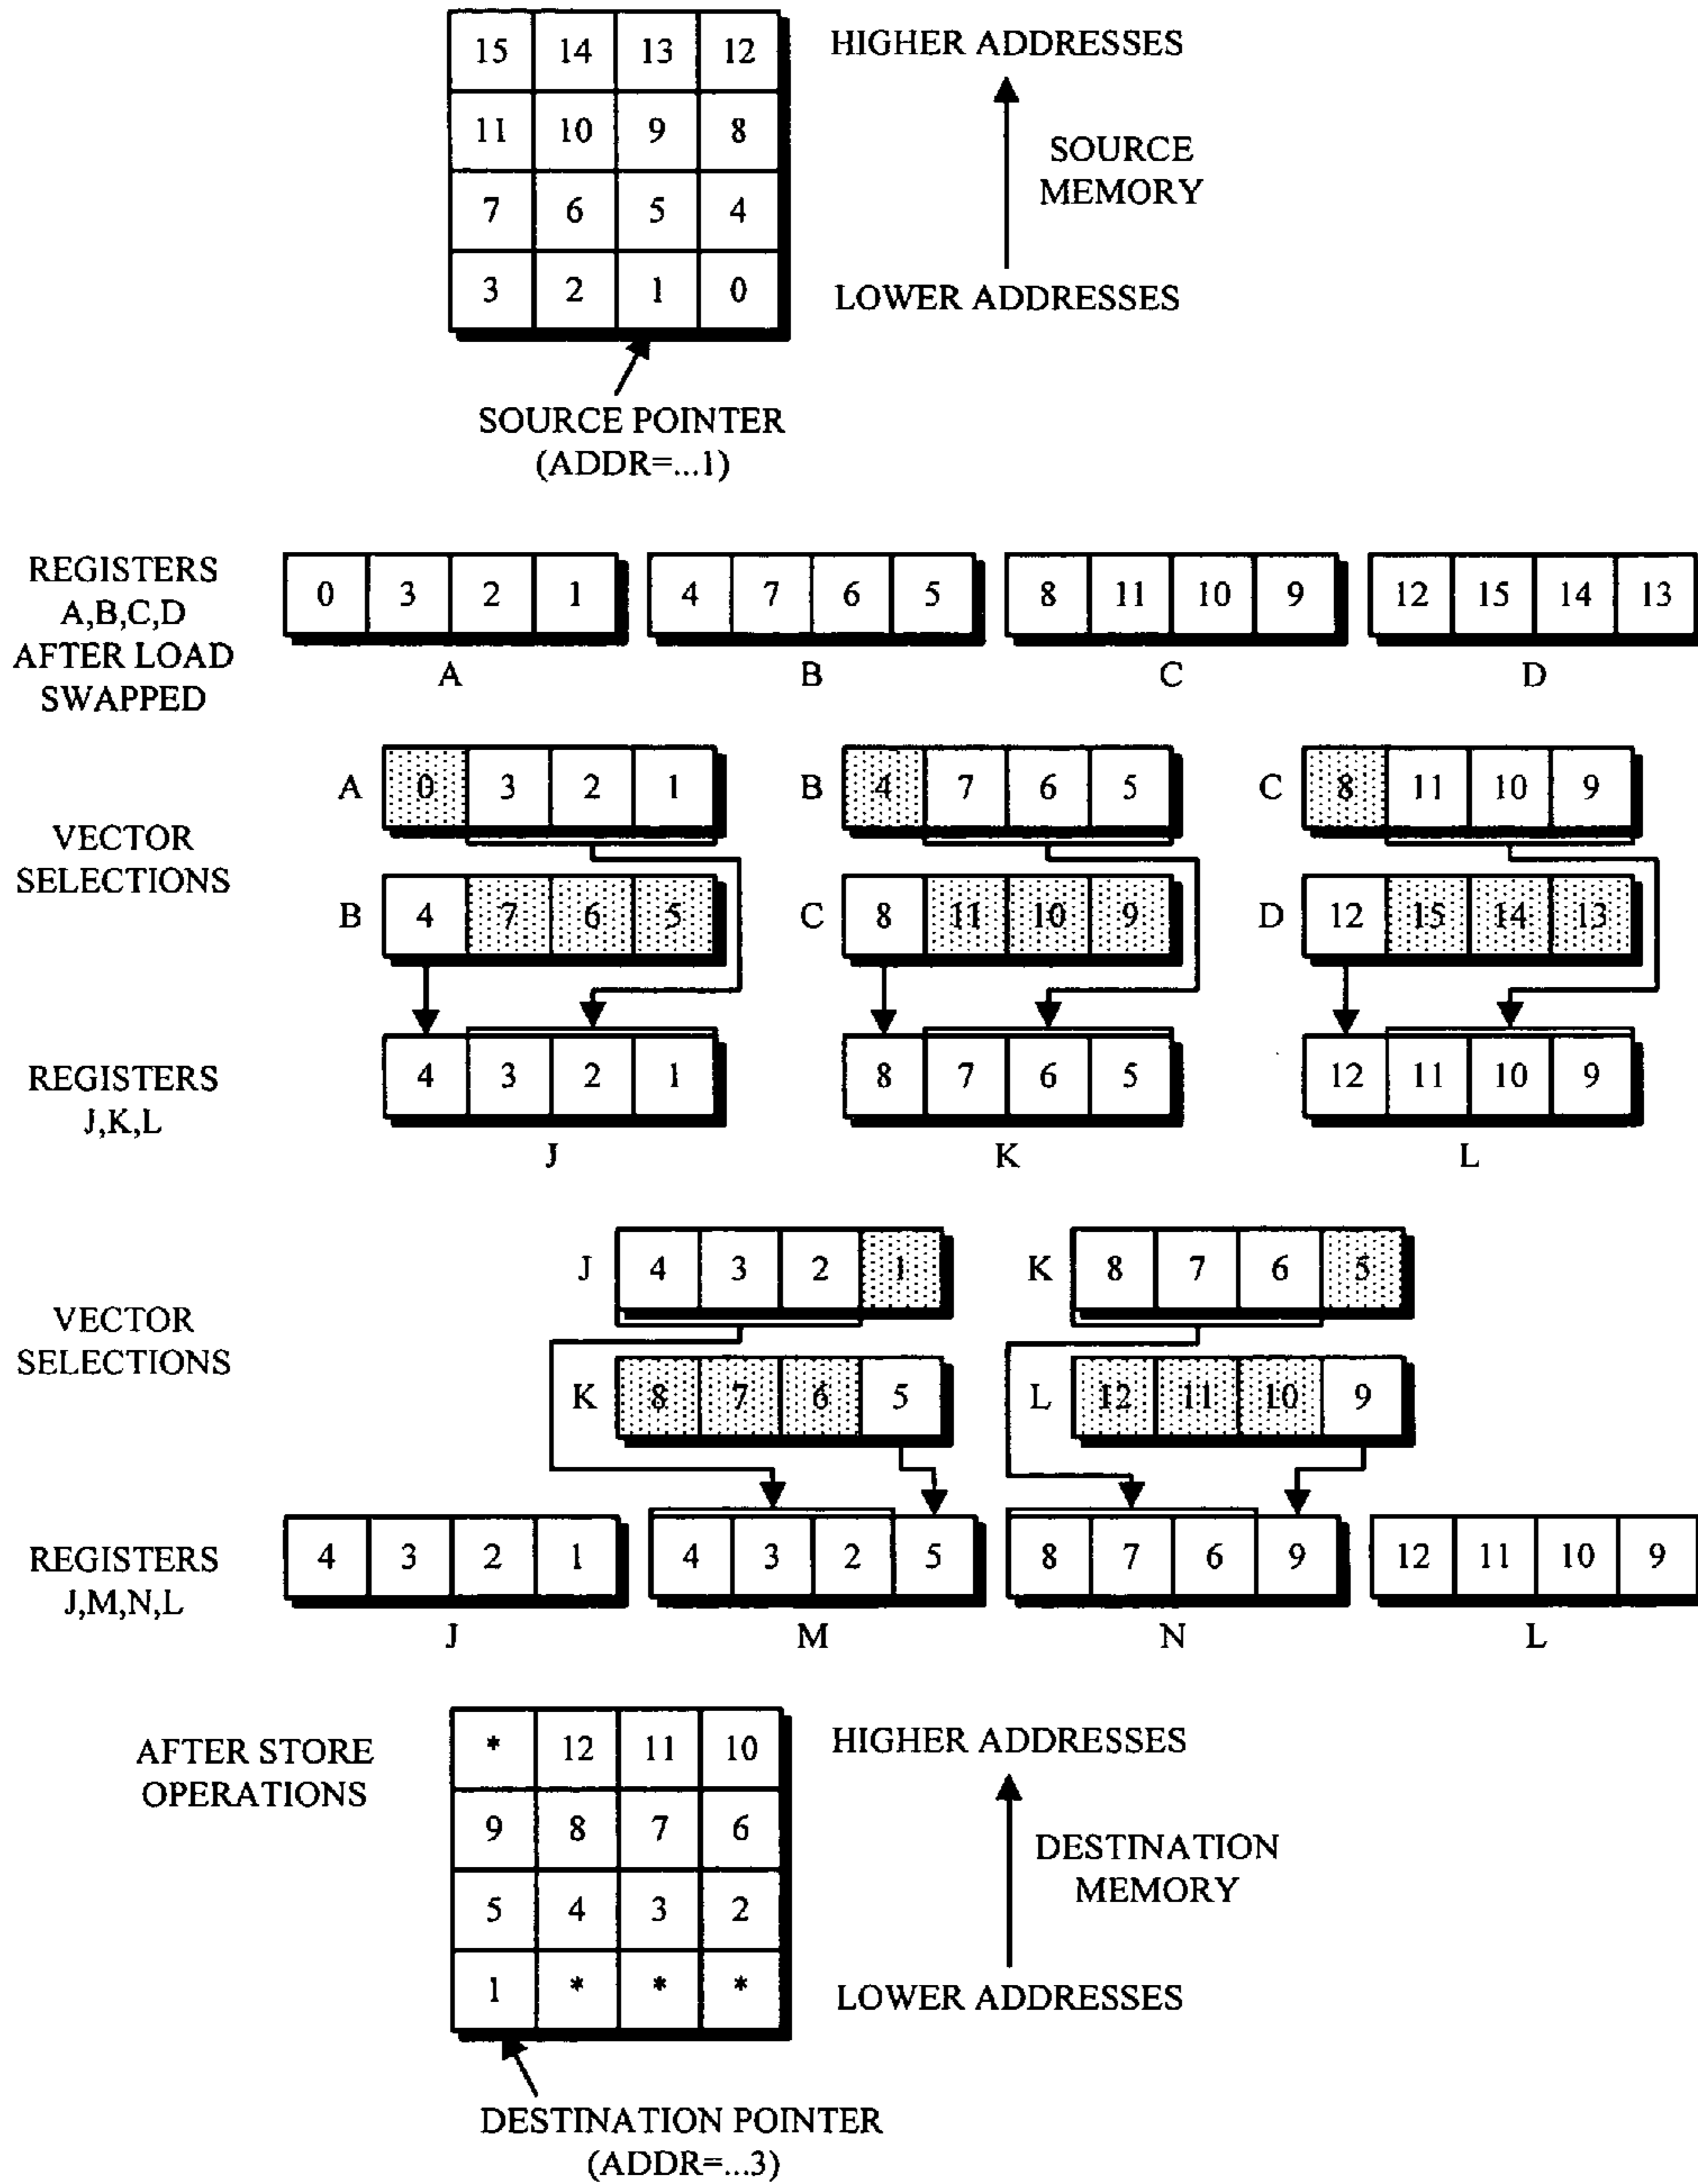 15 14 13 12
HIGHER ADDRESSES
11 10 9 8
SOURCE
MEMORY
7 6 5 4
3 2 1 0
LOWER ADDRESSES
SOURCE POINTER
(ADDR=...1)
REGISTERS
A,B,C,D
AFTER LOAD
SWAPPED
0 3 2 1
4 7 6 5
8 11 10 9
12 15 14 13
A
B
C
D
VECTOR
SELECTIONS
A 0 3 2 1
B 4 7 6 5
B 4 7 6 5
C 8 11 10 9
C 8 11 10 9
D 12 15 14 13
REGISTERS
J,K,L
4 3 2 1
8 7 6 5
12 11 10 9
J
K
L
VECTOR
SELECTIONS
J 4 3 2 1
K 8 7 6 5
K 8 7 6 5
L 12 11 10 9
REGISTERS
J,M,N,L
4 3 2 1
4 3 2 5
8 7 6 9
12 11 10 9
J
M
N
L
AFTER STORE
OPERATIONS
* 12 11 10
HIGHER ADDRESSES
9 8 7 6
DESTINATION
MEMORY
5 4 3 2
1 * * *
LOWER ADDRESSES
DESTINATION POINTER
(ADDR=...3)